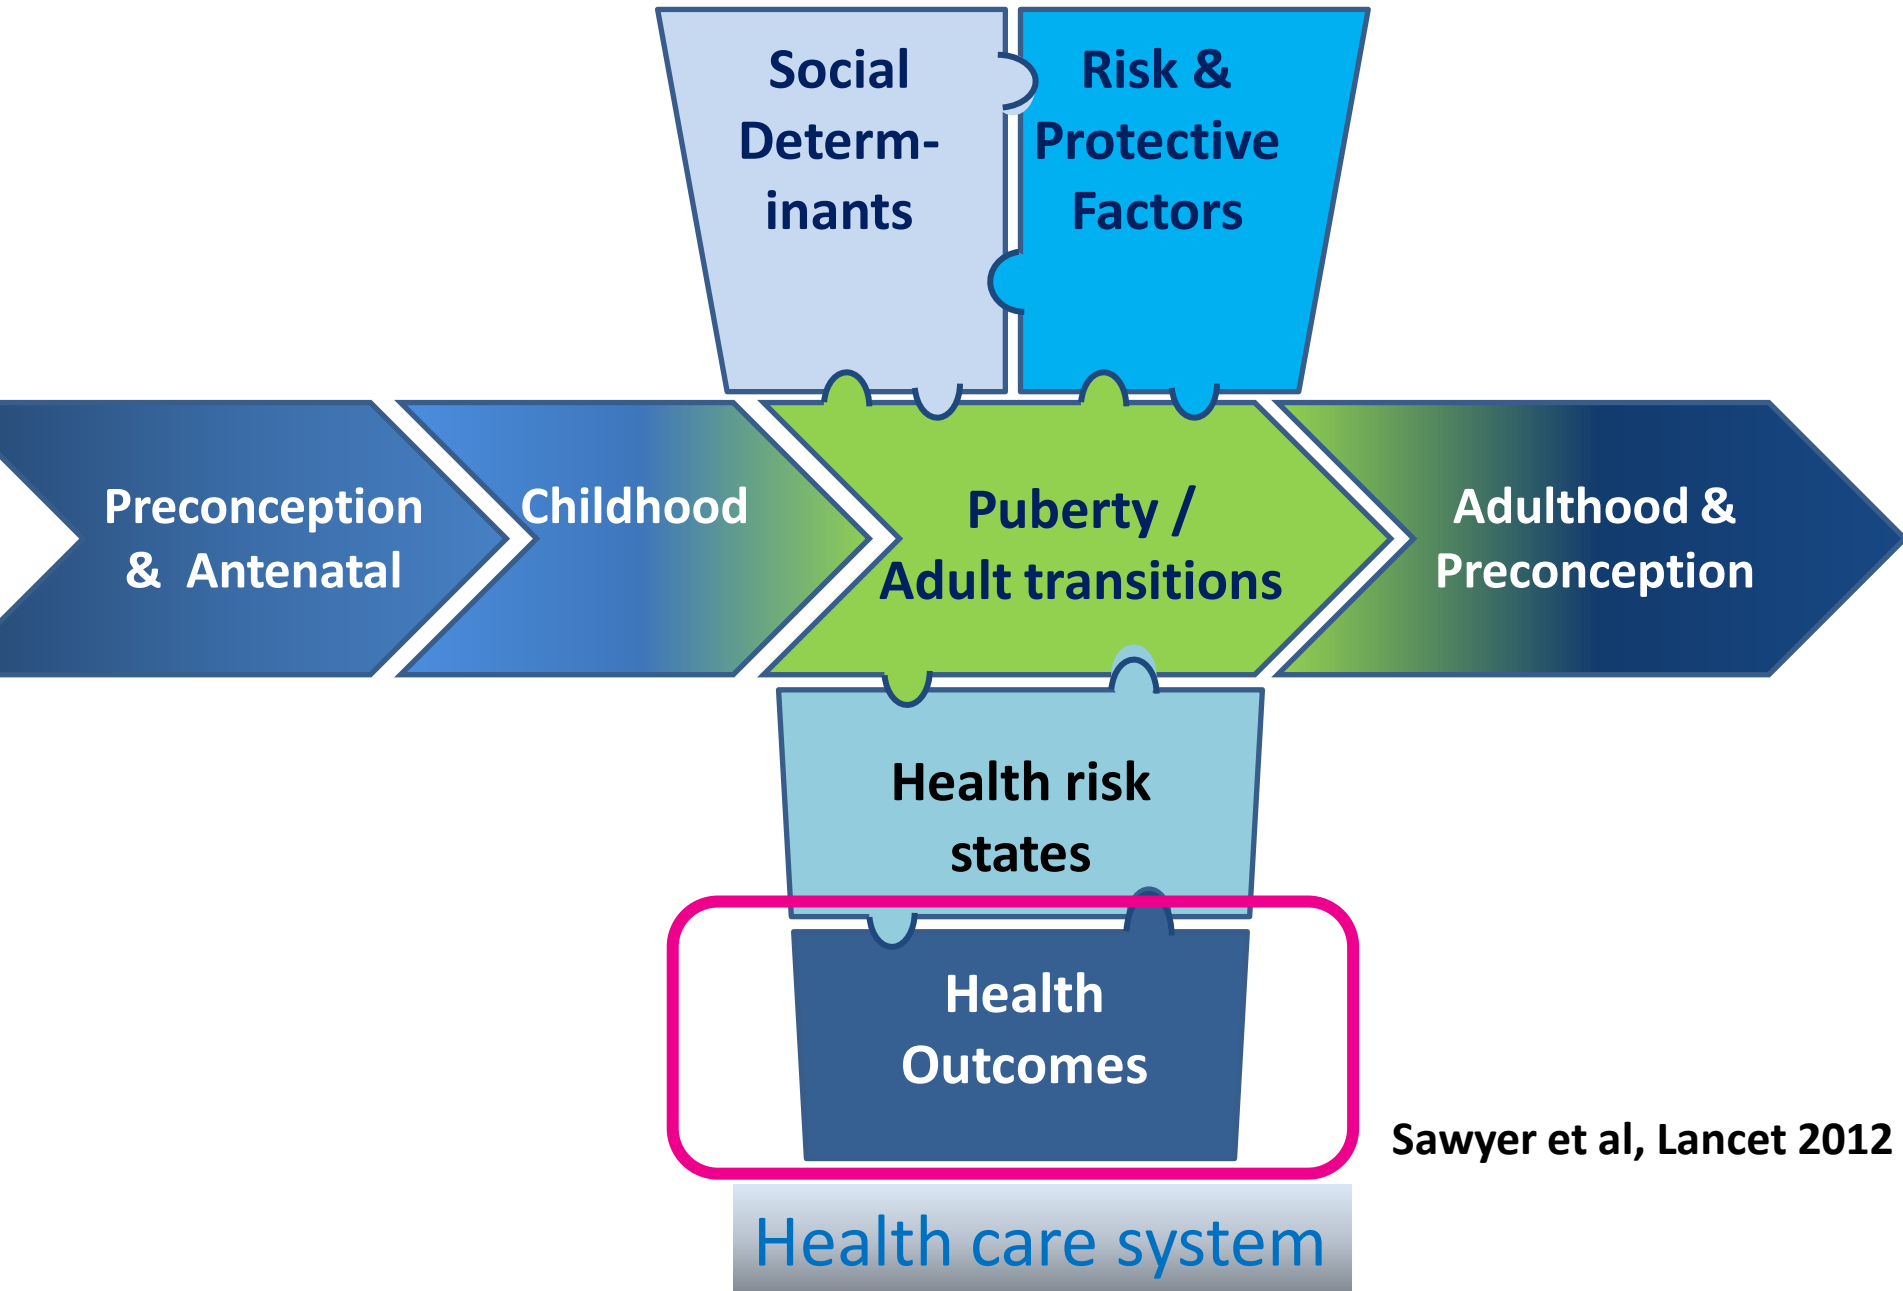 Social
Determ-
inants
Risk &
Protective
Factors
Preconception
& Antenatal
Childhood
Puberty /
Adult transitions
Adulthood &
Preconception
Health risk
states
Health
Outcomes
Sawyer et al, Lancet 2012
Health care system